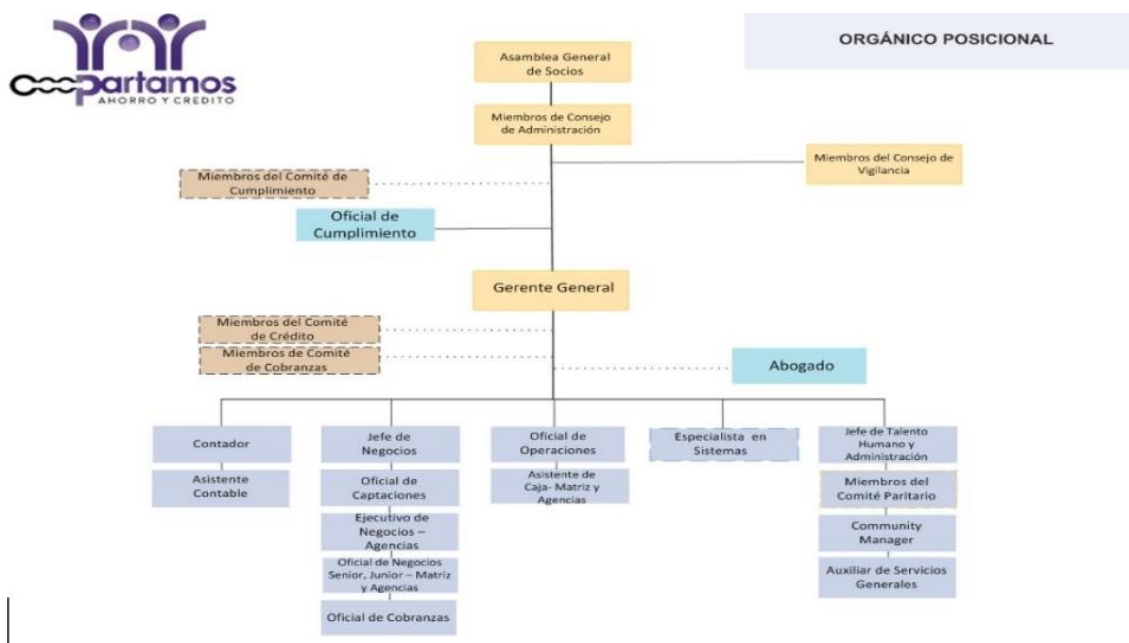 Coopartamos
AHORRO Y CREDITO
ORGÁNICO POSICIONAL
Asamblea General
de Socios
Miembros de Consejo
de Administración
Miembros del Consejo de
Vigilancia
Miembros del Comité de
Cumplimiento
Oficial de
Cumplimiento
Gerente General
Miembros del Comité
de Crédito
Miembros de Comité
de Cobranzas
Abogado
Contador
Asistente
Contable
Jefe de
Negocios
Oficial de
Captaciones
Ejecutivo de
Negocios –
Agencias
Oficial de Negocios
Senior, Junior – Matriz
y Agencias
Oficial de Cobranzas
Oficial de
Operaciones
Asistente de
Caja- Matriz y
Agencias
Especialista en
Sistemas
Jefe de Talento
Humano y
Administración
Miembros del
Comité Paritario
Community
Manager
Auxiliar de Servicios
Generales